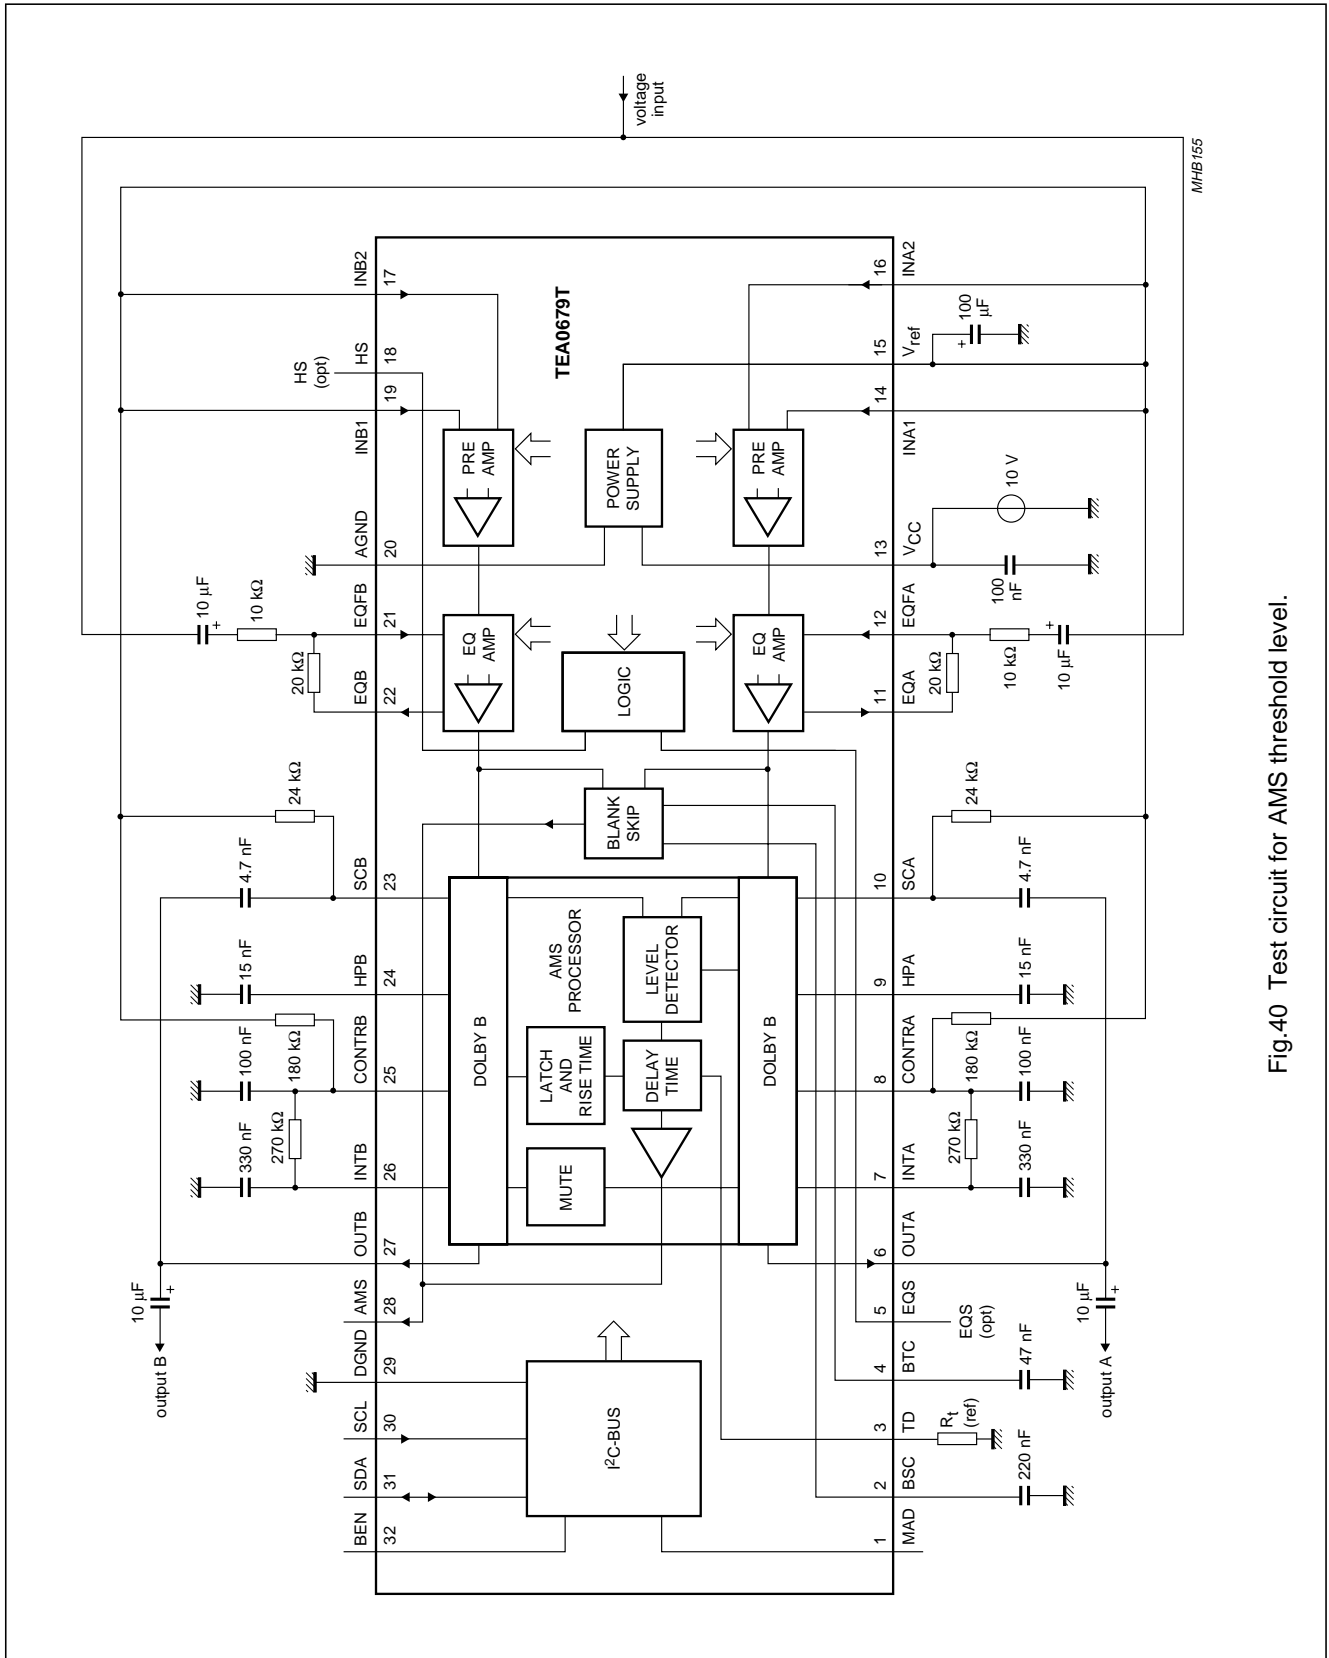 voltage
input
MHB155
INB2
17
HS
(opt)
HS
18
19
INB1
AGND
20
10 μF
+
10 kΩ
EQFB
21
20 kΩ
EQB
22
24 kΩ
4.7 nF
SCB
23
15 nF
HPB
24
100 nF
180 kΩ
CONTRB
25
330 nF
270 kΩ
INTB
26
OUTB
27
10 μF
+
output B
AMS
28
DGND
29
SCL
30
SDA
31
BEN
32
TEA0679T
PRE
AMP
POWER
SUPPLY
PRE
AMP
EQ
AMP
LOGIC
EQ
AMP
BLANK
SKIP
DOLBY B
AMS
PROCESSOR
LEVEL
DETECTOR
LATCH
AND
RISE TIME
DELAY
TIME
MUTE
DOLBY B
I2C-BUS
16
INA2
15
Vref
100
μF
+
14
INA1
13
VCC
10 V
100
nF
12
EQFA
11
EQA
20 kΩ
10 kΩ
+
10 μF
10
SCA
24 kΩ
4.7 nF
9
HPA
15 nF
8
CONTRA
180 kΩ
100 nF
7
INTA
270 kΩ
330 nF
6
OUTA
10 μF
+
output A
5
EQS
EQS
(opt)
4
BTC
47 nF
3
TD
Rt
(ref)
2
BSC
220 nF
1
MAD
Fig.40 Test circuit for AMS threshold level.